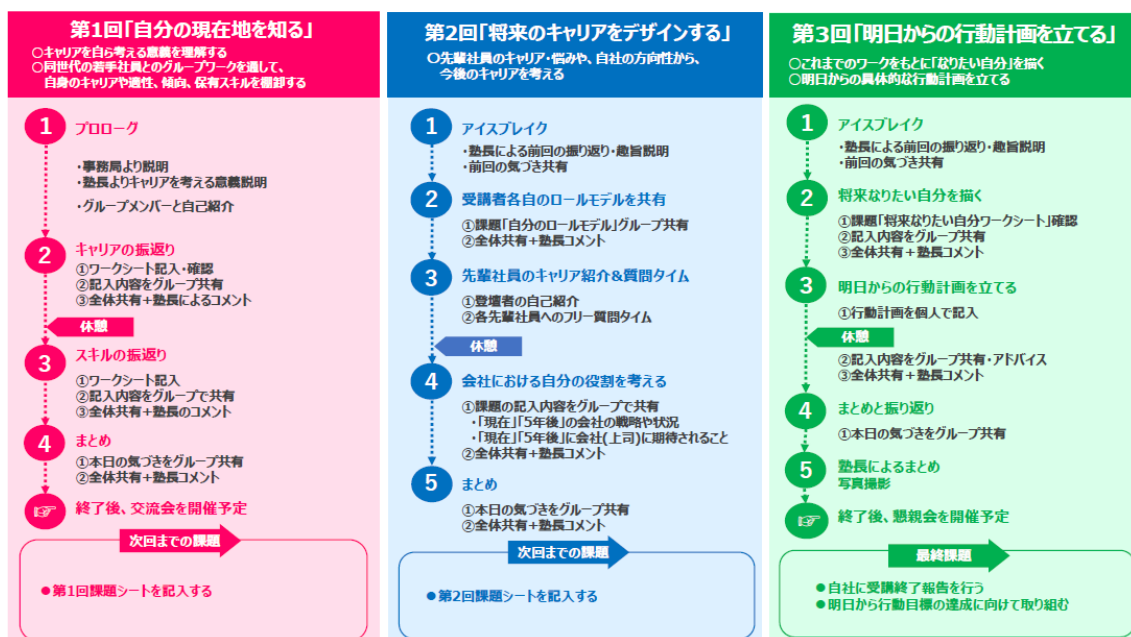 第1回「自分の現在地を知る」
○キャリアを自ら考える意義を理解する
○同世代の若手社員とのグループワークを通して、
自身のキャリアや適性、傾向、保有スキルを棚卸する
1 プロローグ
・事務局より説明
・塾長よりキャリアを考える意義説明
・グループメンバーと自己紹介
2 キャリアの振返り
①ワークシート記入・確認
②記入内容をグループ共有
③全体共有+塾長によるコメント
休憩
3 スキルの振返り
①ワークシート記入
②記入内容をグループで共有
③全体共有+塾長のコメント
4 まとめ
①本日の気づきをグループ共有
②全体共有+塾長コメント
☞ 終了後、交流会を開催予定
次回までの課題
●第1回課題シートを記入する
第2回「将来のキャリアをデザインする」
○先輩社員のキャリア・悩みや、自社の方向性から、
今後のキャリアを考える
1 アイスブレイク
・塾長による前回の振り返り・趣旨説明
・前回の気づき共有
2 受講者各自のロールモデルを共有
①課題「自分のロールモデル」グループ共有
②全体共有+塾長コメント
3 先輩社員のキャリア紹介&質問タイム
①登壇者の自己紹介
②各先輩社員へのフリー質問タイム
休憩
4 会社における自分の役割を考える
①課題の記入内容をグループで共有
・「現在」「5年後」の会社の戦略や状況
・「現在」「5年後」に会社(上司)に期待されること
②全体共有+塾長コメント
5 まとめ
①本日の気づきをグループ共有
②全体共有+塾長コメント
次回までの課題
●第2回課題シートを記入する
第3回「明日からの行動計画を立てる」
○これまでのワークをもとに「なりたい自分」を描く
○明日からの具体的な行動計画を立てる
1 アイスブレイク
・塾長による前回の振り返り・趣旨説明
・前回の気づき共有
2 将来なりたい自分を描く
①課題「将来なりたい自分ワークシート」確認
②記入内容をグループ共有
③全体共有+塾長コメント
3 明日からの行動計画を立てる
①行動計画を個人で記入
休憩
②記入内容をグループ共有・アドバイス
③全体共有+塾長コメント
4 まとめと振り返り
①本日の気づきをグループ共有
5 塾長によるまとめ
写真撮影
☞ 終了後、懇親会を開催予定
最終課題
●自社に受講終了報告を行う
●明日から行動目標の達成に向けて取り組む